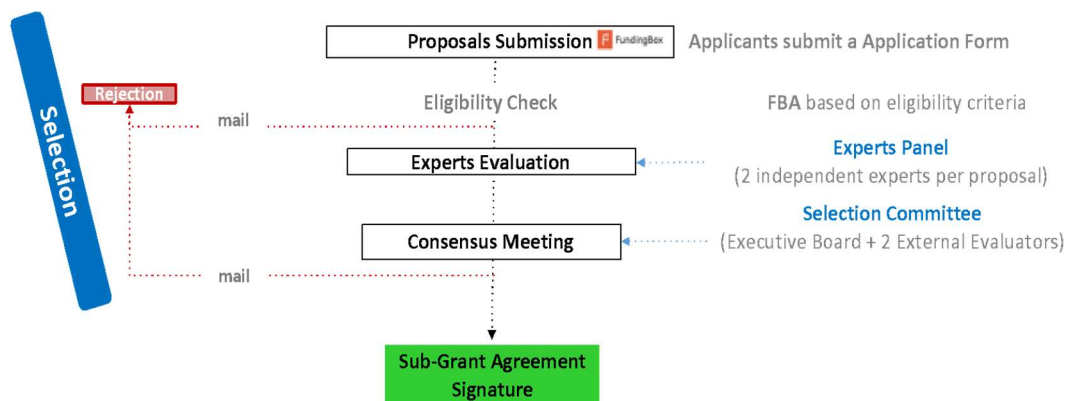 Proposals Submission F FundingBox Applicants submit a Application Form
Rejection
Eligibility Check FBA based on eligibility criteria
mail
Selection
Experts Evaluation Experts Panel
(2 independent experts per proposal)
Selection Committee
Consensus Meeting (Executive Board + 2 External Evaluators)
mail
Sub-Grant Agreement
Signature